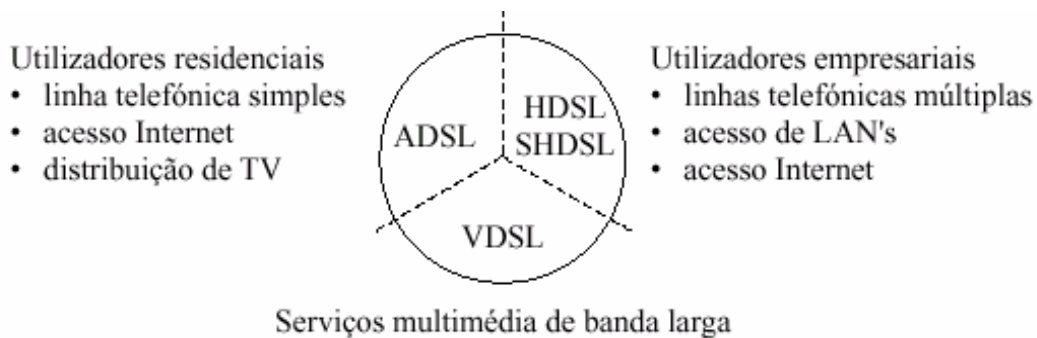 Utilizadores residenciais
• linha telefónica simples
• acesso Internet
• distribuição de TV
ADSL
HDSL
SHDSL
VDSL
Utilizadores empresariais
• linhas telefónicas múltiplas
• acesso de LAN's
• acesso Internet
Serviços multimédia de banda larga